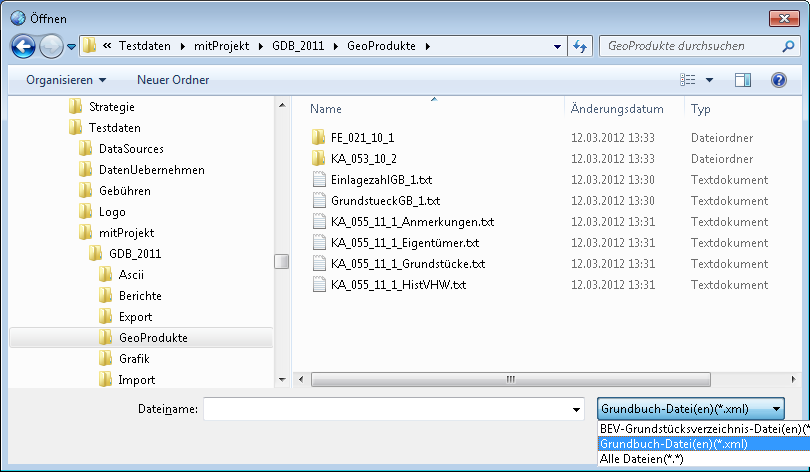 Öffnen
« Testdaten ▸ mitProjekt ▸ GDB_2011 ▸ GeoProdukte ▸
GeoProdukte durchsuchen
Organisieren Neuer Ordner
Strategie
Testdaten
DataSources
DatenUebernehmen
Gebühren
Logo
mitProjekt
GDB_2011
Ascii
Berichte
Export
GeoProdukte
Grafik
Import
Name Änderungsdatum Typ
FE_021_10_1 12.03.2012 13:33 Dateiordner
KA_053_10_2 12.03.2012 13:33 Dateiordner
EinlagezahlGB_1.txt 12.03.2012 13:30 Textdokument
GrundstueckGB_1.txt 12.03.2012 13:30 Textdokument
KA_055_11_1_Anmerkungen.txt 12.03.2012 13:31 Textdokument
KA_055_11_1_Eigentümer.txt 12.03.2012 13:31 Textdokument
KA_055_11_1_Grundstücke.txt 12.03.2012 13:31 Textdokument
KA_055_11_1_HistVHW.txt 12.03.2012 13:31 Textdokument
Dateiname:
Grundbuch-Datei(en)(*.xml)
BEV-Grundstücksverzeichnis-Datei(en)(*
Grundbuch-Datei(en)(*.xml)
Alle Dateien(*.*)